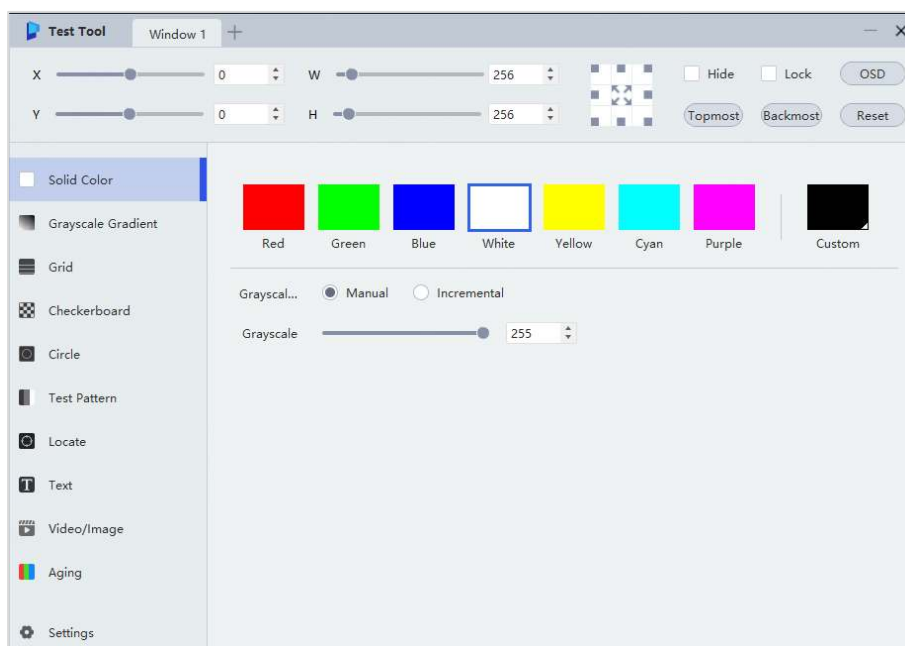 Test Tool Window 1
X 0 W 256 Hide Lock OSD
Y 0 H 256 Topmost Backmost Reset
Solid Color
Grayscale Gradient
Grid
Checkerboard
Circle
Test Pattern
Locate
T Text
Video/Image
Aging
Settings
Red Green Blue White Yellow Cyan Purple Custom
Grayscal... Manual Incremental
Grayscale 255